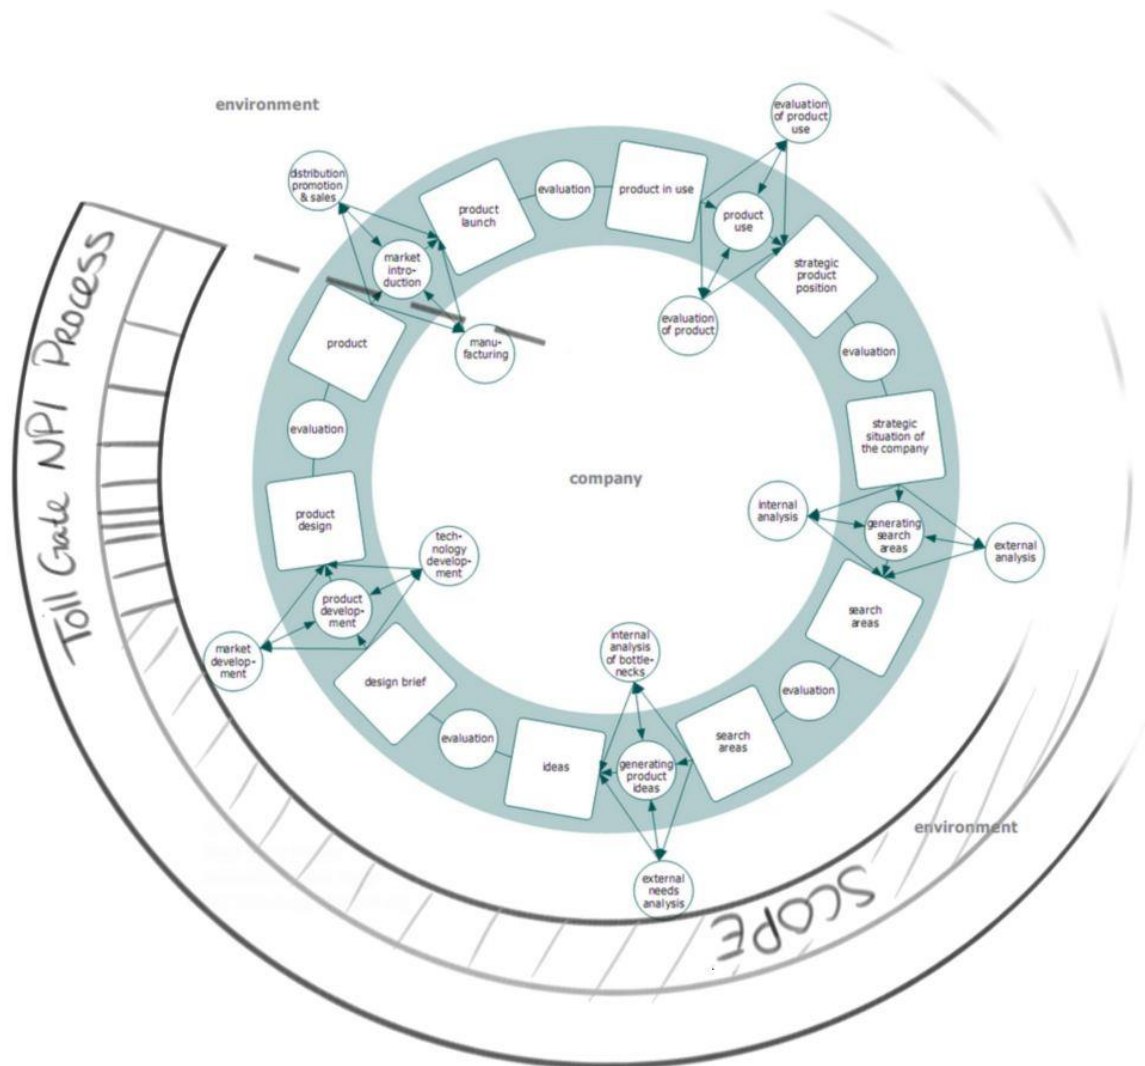 environment
evaluation
of product
use
distribution
promotion
& sales
product
launch
evaluation
product in use
product
use
market
intro-
duction
strategic
product
position
evaluation
of product
product
manu-
facturing
evaluation
evaluation
strategic
situation of
the company
company
internal
analysis
generating
search
areas
external
analysis
product
design
tech-
nology
develop-
ment
product
develop-
ment
market
develop-
ment
search
areas
internal
analysis
of bottle-
necks
design brief
evaluation
evaluation
ideas
generating
product
ideas
search
areas
external
needs
analysis
environment
Toll Gate NPI Process
SCOPE